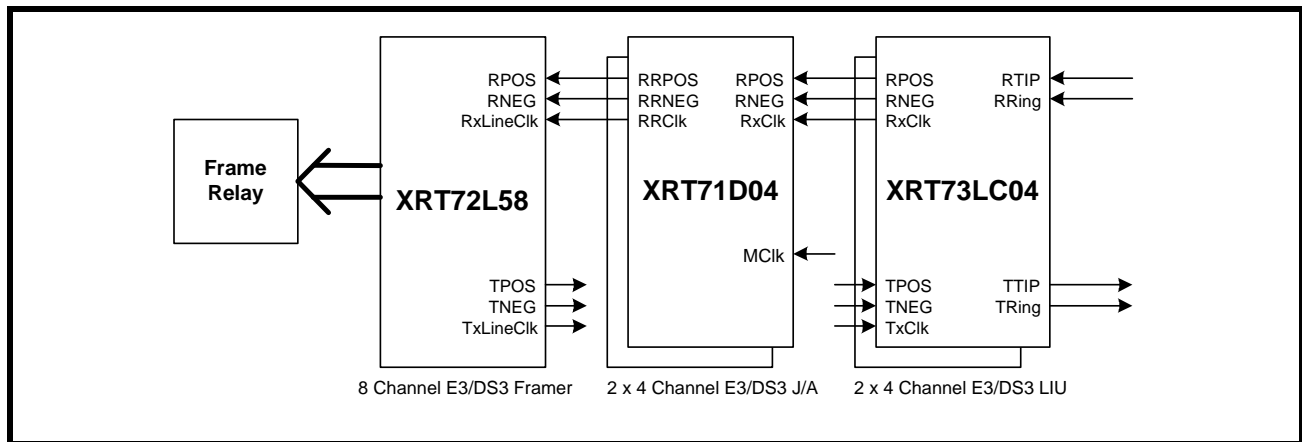 Frame
Relay
RPOS
RNEG
RxLineClk
XRT72L58
TPOS
TNEG
TxLineClk
8 Channel E3/DS3 Framer
RRPOS RPOS
RRNEG RNEG
RRClk RxClk
XRT71D04
MClk
2 x 4 Channel E3/DS3 J/A
RPOS RTIP
RNEG RRing
RxClk
XRT73LC04
TPOS TTIP
TNEG TRing
TxClk
2 x 4 Channel E3/DS3 LIU